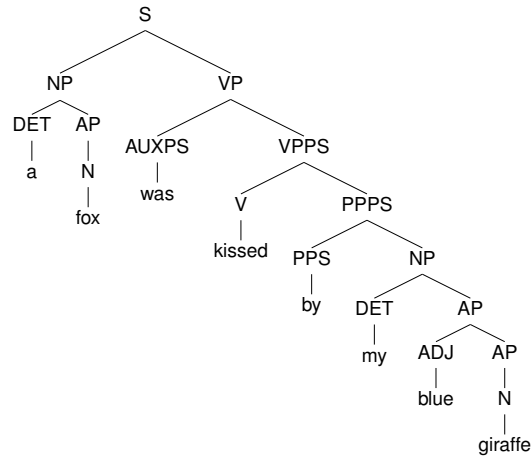 S
NP VP
DET AP AUXPS VPPS
a N was V PPPS
fox kissed PPS NP
by DET AP
my ADJ AP
blue N
giraffe